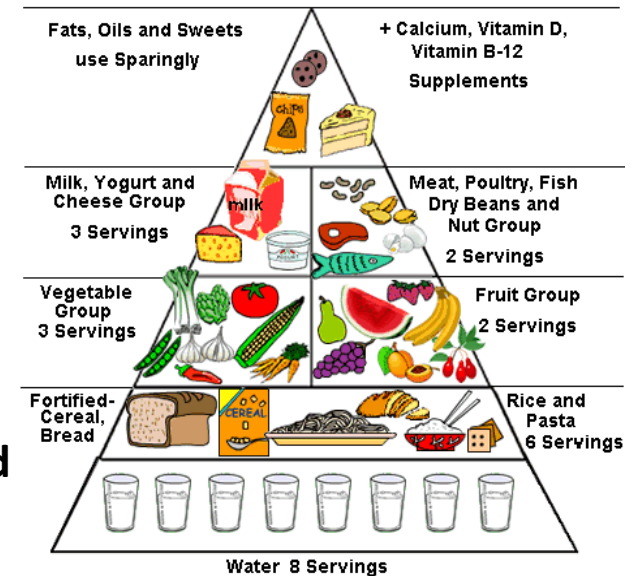 Fats, Oils and Sweets
use Sparingly
+ Calcium, Vitamin D,
Vitamin B-12
Supplements
chips
Milk, Yogurt and
Cheese Group
3 Servings
milk
YOGURT
Meat, Poultry, Fish
Dry Beans and
Nut Group
2 Servings
Vegetable
Group
3 Servings
Fruit Group
2 Servings
Fortified-
Cereal,
Bread
CEREAL
Rice and
Pasta
6 Servings
d
Water 8 Servings